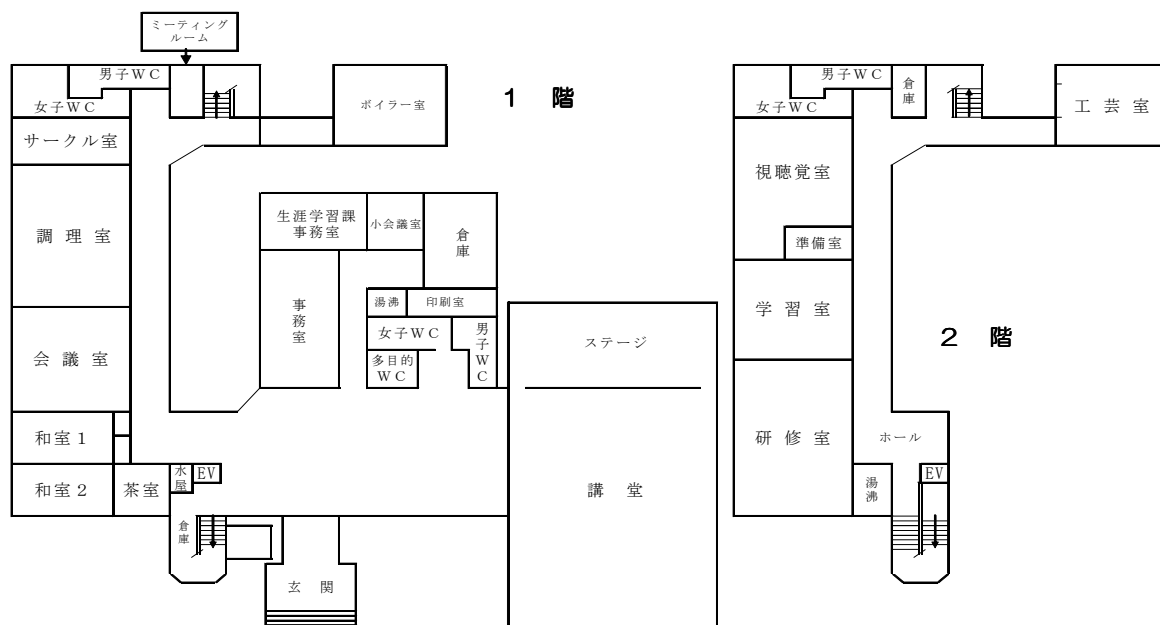 ミーティング
ルーム
男子ＷＣ
女子ＷＣ
サークル室
調理室
会議室
和室１
和室２
茶室
水
屋
EV
倉
庫
ボイラー室
１　階
生涯学習課
事務室
小会議室
倉
庫
事
務
室
湯沸
印刷室
女子ＷＣ
男
子
Ｗ
Ｃ
多目的
ＷＣ
ステージ
講　堂
玄　関
男子ＷＣ
女子ＷＣ
倉
庫
工芸室
視聴覚室
準備室
学習室
２　階
研修室
ホール
湯
沸
EV